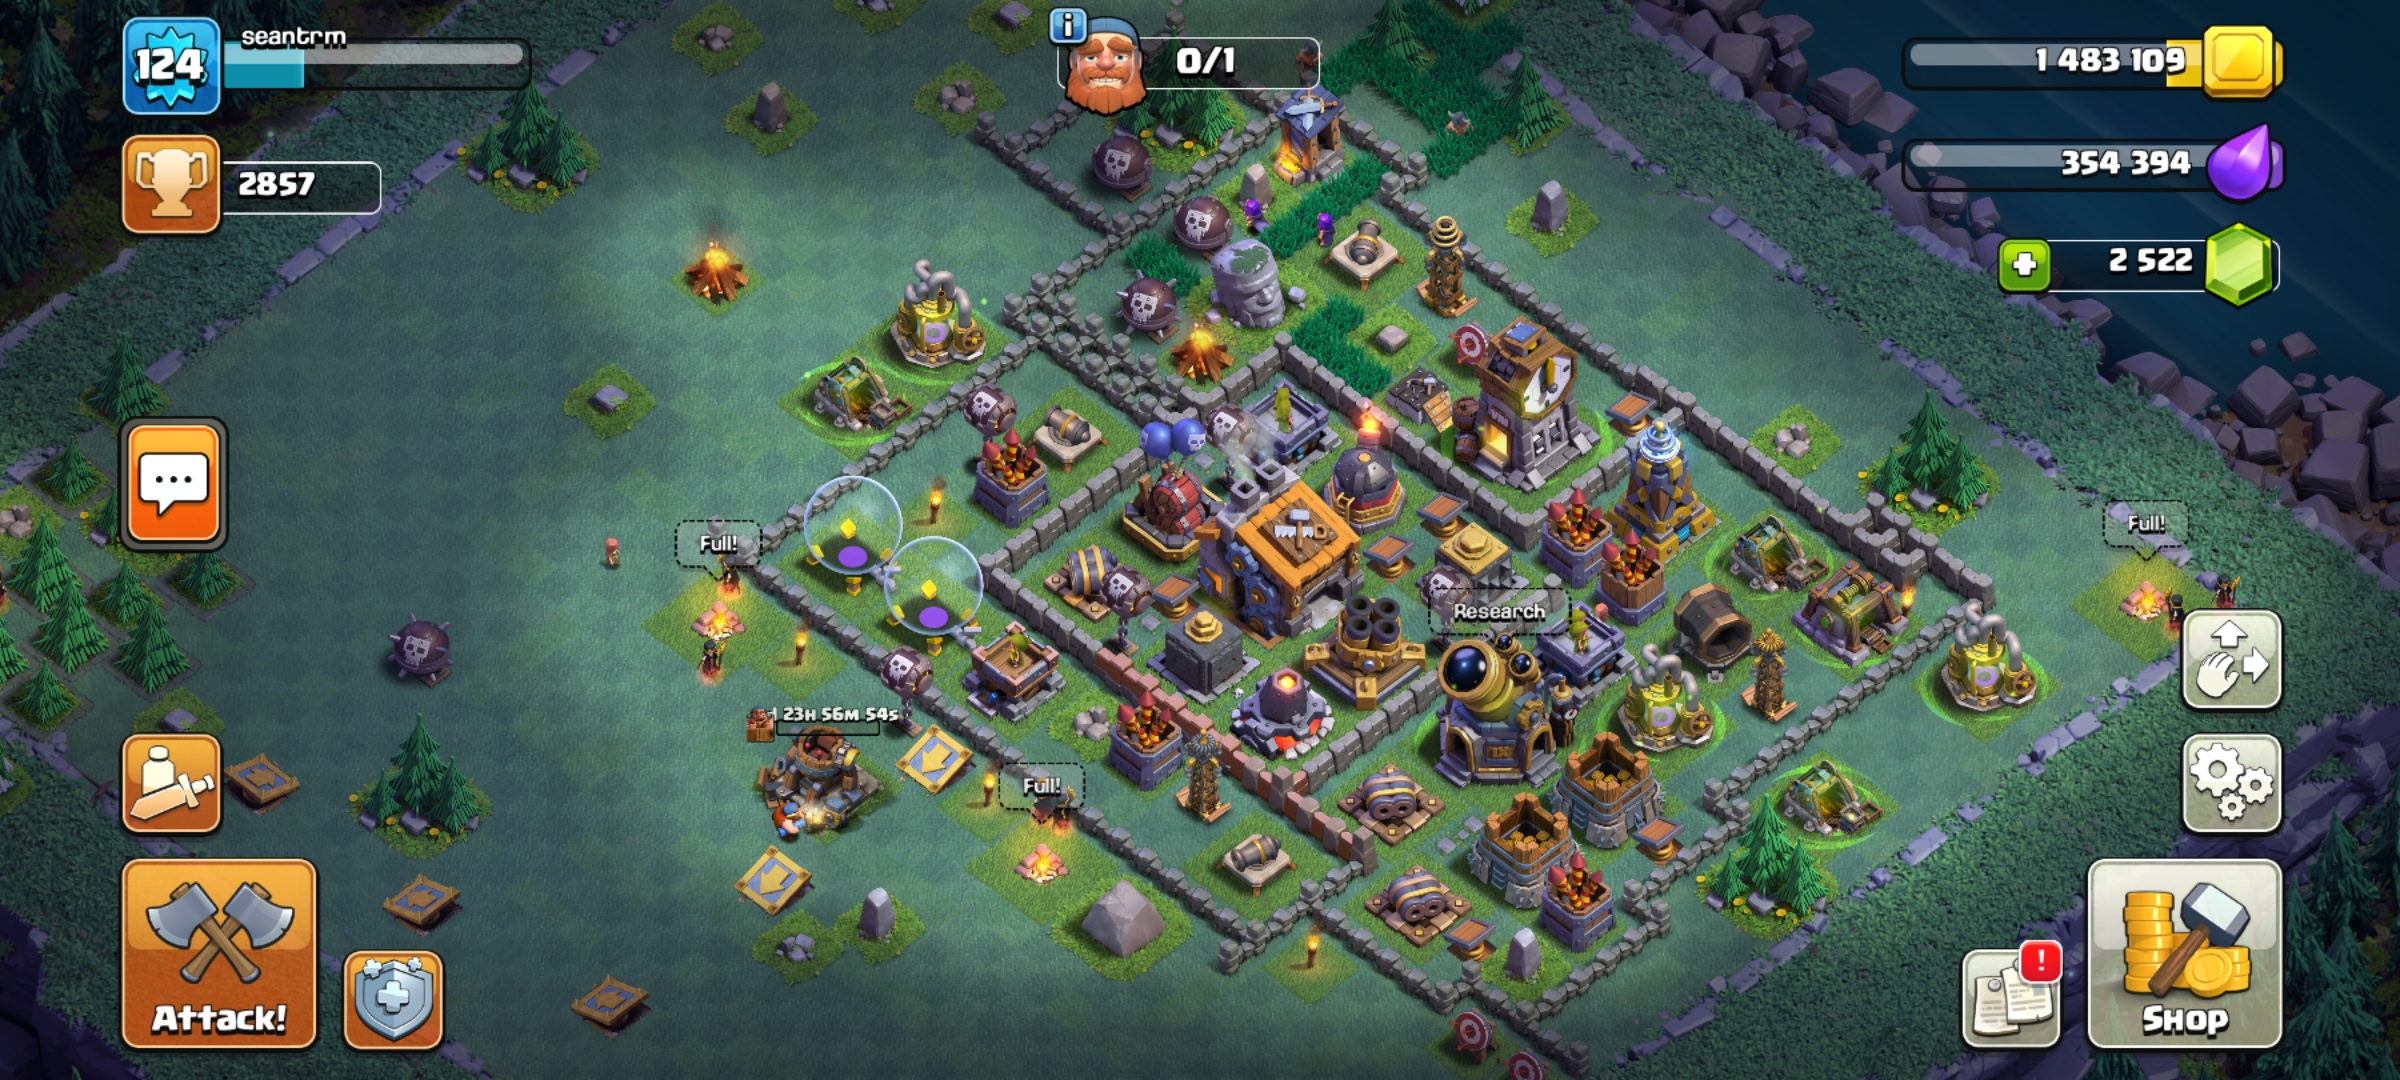 124
seantrm
0/1
1 483 109
2857
354 394
2 522
Full!
Full!
Research
23H 56M 54s
Full!
Attack!
!
Shop